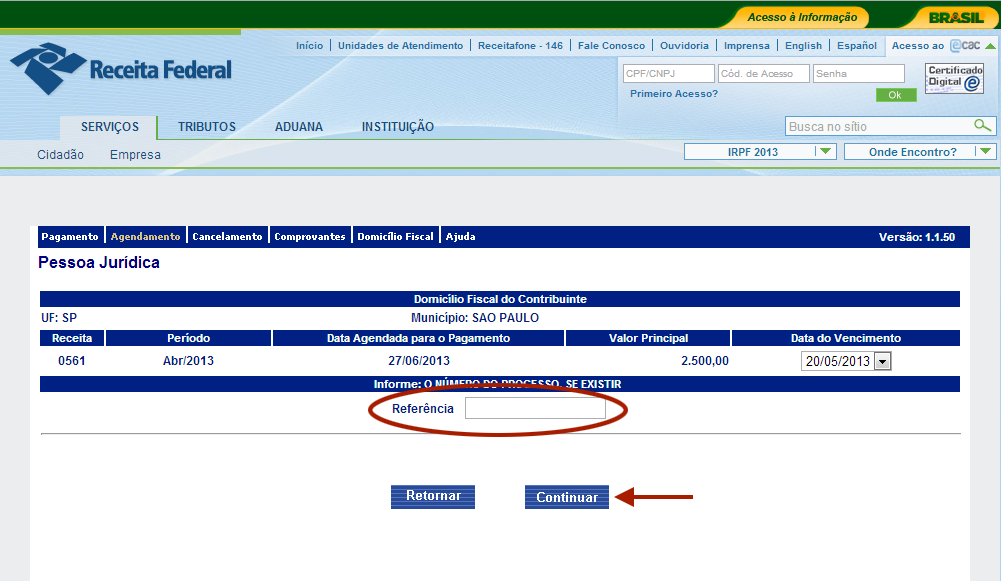 Acesso à Informação
BRASIL
Início
Unidades de Atendimento
Receitafone - 146
Fale Conosco
Ouvidoria
Imprensa
English
Español
Acesso ao ecac
Receita Federal
CPF/CNPJ
Cód. de Acesso
Senha
Certificado
Digital
Primeiro Acesso?
Ok
SERVIÇOS
TRIBUTOS
ADUANA
INSTITUIÇÃO
Busca no sítio
Cidadão
Empresa
IRPF 2013
Onde Encontro?
Pagamento
Agendamento
Cancelamento
Comprovantes
Domicílio Fiscal
Ajuda
Versão: 1.1.50
Pessoa Jurídica
Domicílio Fiscal do Contribuinte
UF: SP
Município: SAO PAULO
Receita
Período
Data Agendada para o Pagamento
Valor Principal
Data do Vencimento
0561
Abr/2013
27/06/2013
2.500,00
20/05/2013
Informe: O NÚMERO DO PROCESSO, SE EXISTIR
Referência
Retornar
Continuar